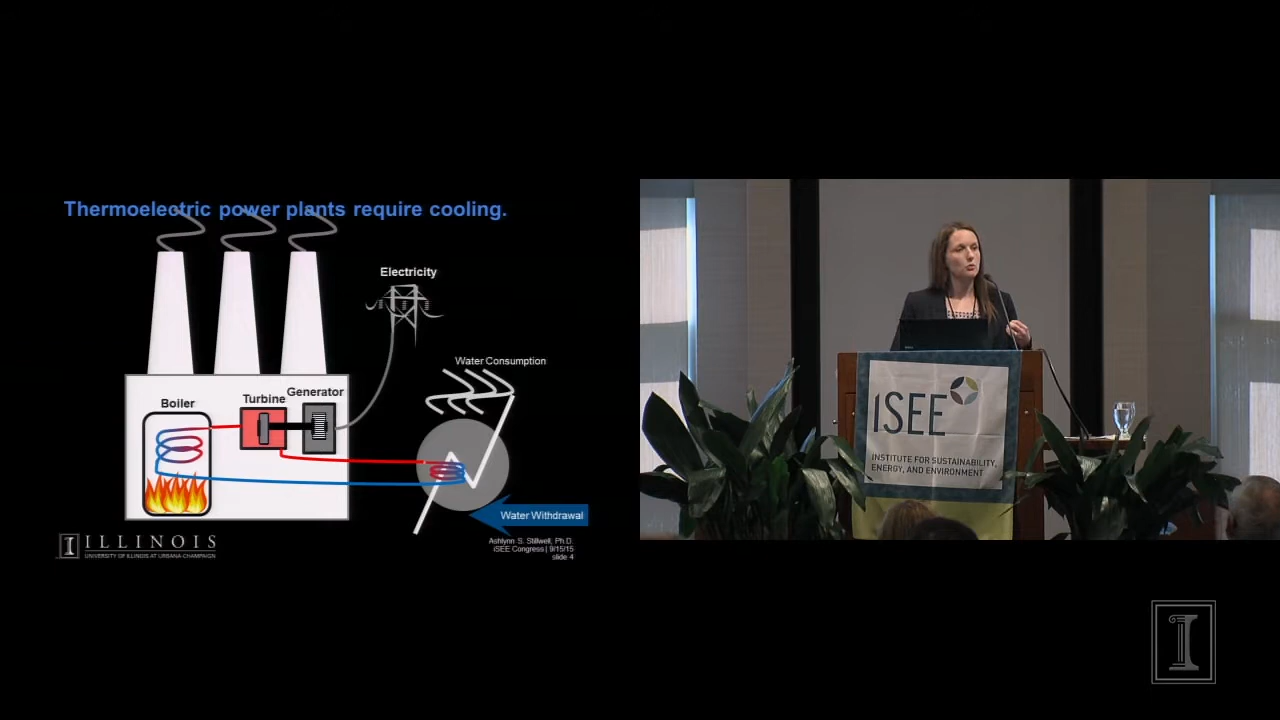 Thermoelectric power plants require cooling.
Electricity
Water Consumption
Generator
Turbine
Boiler
Water Withdrawal
Ashlynn S. Stillwell, Ph.D.
iSEE Congress | 9/15/15
slide 4
I ILLINOIS
UNIVERSITY OF ILLINOIS AT URBANA-CHAMPAIGN
iSEE
INSTITUTE FOR SUSTAINABILITY,
ENERGY, AND ENVIRONMENT
I